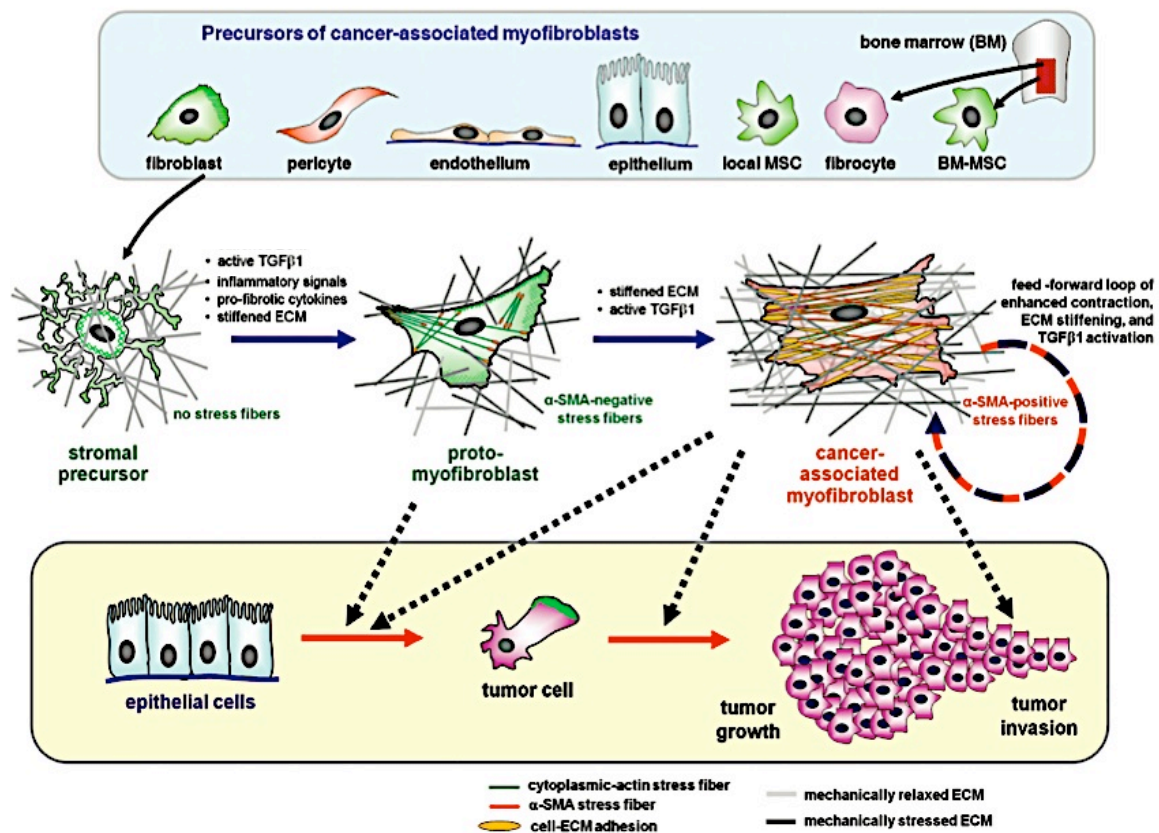 Precursors of cancer-associated myofibroblasts
bone marrow (BM)
fibroblast
pericyte
endothelium
epithelium
local MSC
fibrocyte
BM-MSC
• active TGFβ1
• inflammatory signals
• pro-fibrotic cytokines
• stiffened ECM
• stiffened ECM
• active TGFβ1
feed -forward loop of
enhanced contraction,
ECM stiffening, and
TGFβ1 activation
no stress fibers
α-SMA-negative
stress fibers
α-SMA-positive
stress fibers
stromal
precursor
proto-
myofibroblast
cancer-
associated
myofibroblast
epithelial cells
tumor cell
tumor
growth
tumor
invasion
cytoplasmic-actin stress fiber
α-SMA stress fiber
cell-ECM adhesion
mechanically relaxed ECM
mechanically stressed ECM